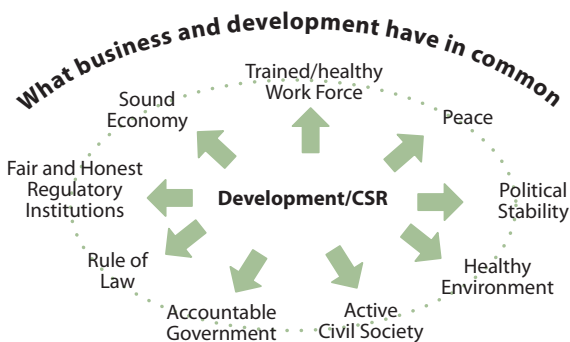 What business and development have in common
Trained/healthy
Work Force
Sound
Economy
Peace
Fair and Honest
Regulatory
Institutions
Development/CSR
Political
Stability
Rule of
Law
Healthy
Environment
Accountable
Government
Active
Civil Society